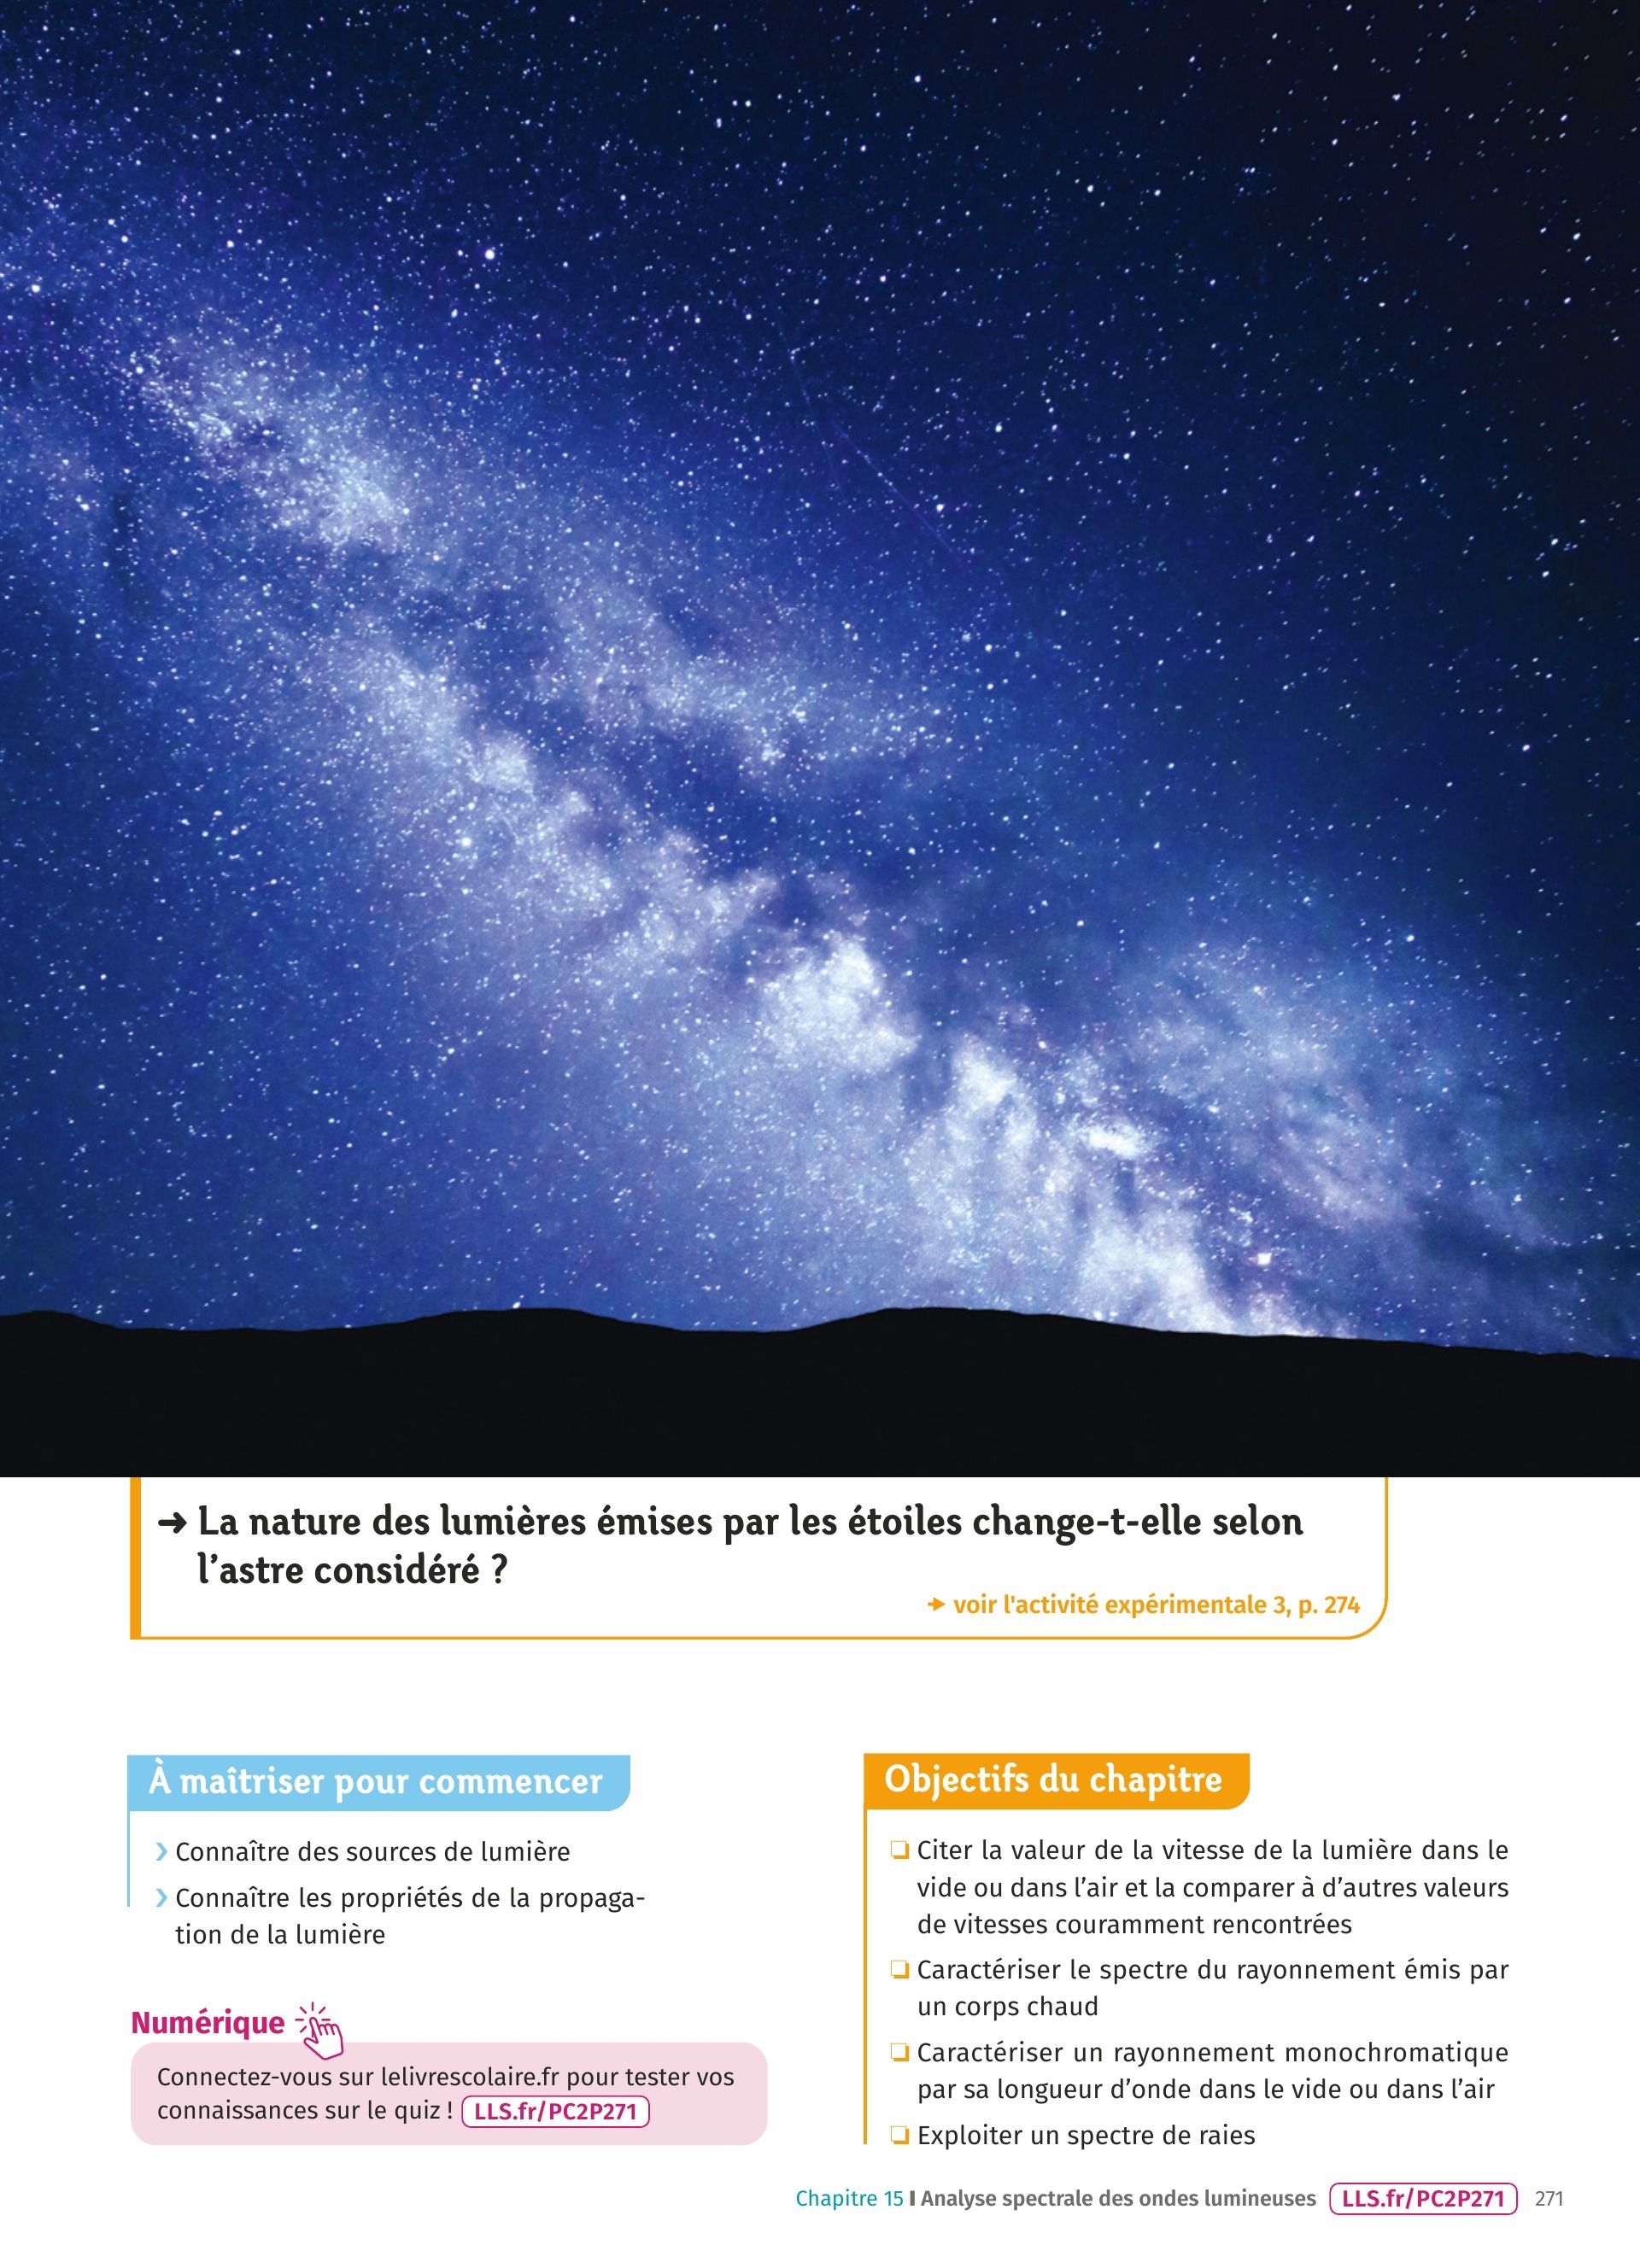 ➜ La nature des lumières émises par les étoiles change-t-elle selon
l'astre considéré ?
➜ voir l'activité expérimentale 3, p. 274
À maîtriser pour commencer
› Connaître des sources de lumière
› Connaître les propriétés de la propaga-
tion de la lumière
Numérique
Connectez-vous sur lelivrescolaire.fr pour tester vos
connaissances sur le quiz ! LLS.fr/PC2P271
Objectifs du chapitre
❏ Citer la valeur de la vitesse de la lumière dans le
vide ou dans l'air et la comparer à d'autres valeurs
de vitesses couramment rencontrées
❏ Caractériser le spectre du rayonnement émis par
un corps chaud
❏ Caractériser un rayonnement monochromatique
par sa longueur d'onde dans le vide ou dans l'air
❏ Exploiter un spectre de raies
Chapitre 15 I Analyse spectrale des ondes lumineuses LLS.fr/PC2P271 271